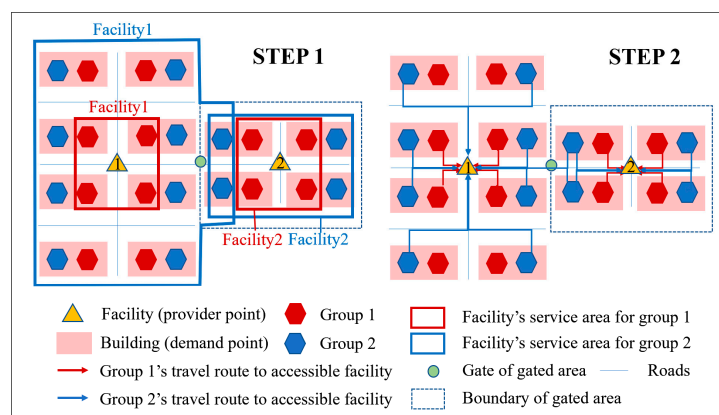 Facility1
STEP 1
STEP 2
Facility1
1
2
1
2
Facility2
Facility2
Facility (provider point)
Group 1
Facility's service area for group 1
Building (demand point)
Group 2
Facility's service area for group 2
Group 1's travel route to accessible facility
Gate of gated area
Roads
Group 2's travel route to accessible facility
Boundary of gated area